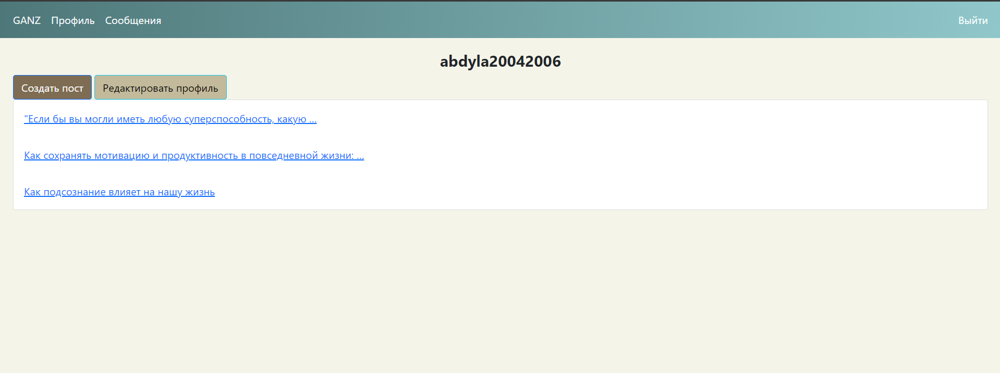 GANZ Профиль Сообщения Выйти
abdyla20042006
Создать пост Редактировать профиль
"Если бы вы могли иметь любую суперспособность, какую ...
Как сохранять мотивацию и продуктивность в повседневной жизни: ...
Как подсознание влияет на нашу жизнь